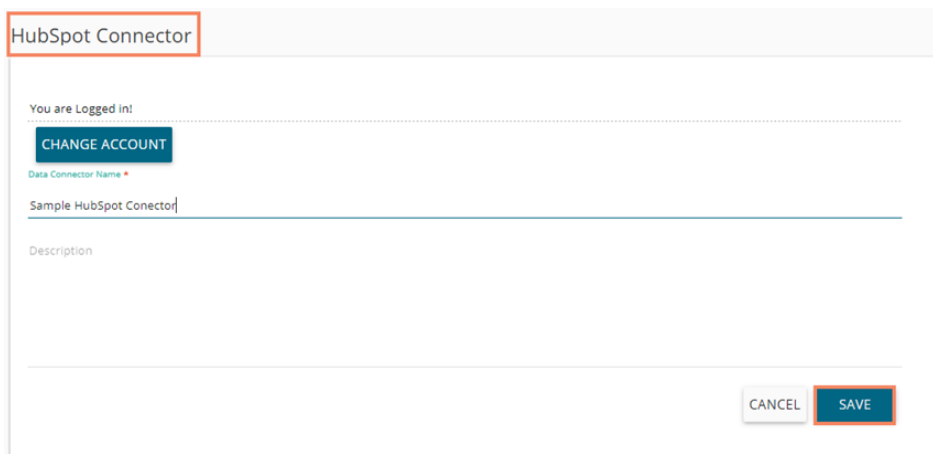 HubSpot Connector
You are Logged in!
CHANGE ACCOUNT
Data Connector Name *
Sample HubSpot Conector
Description
CANCEL SAVE